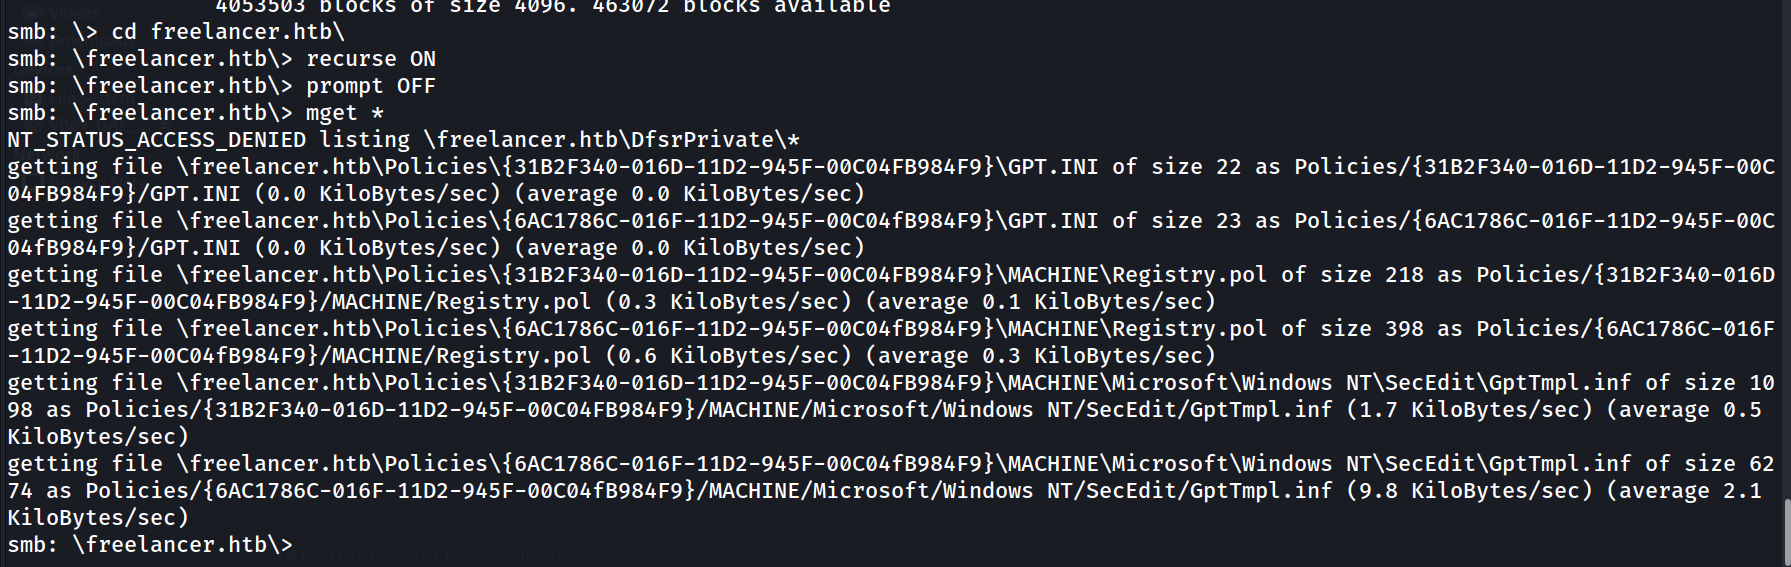 4053503 blocks of size 4096. 463072 blocks available
smb: \> cd freelancer.htb\
smb: \freelancer.htb\> recurse ON
smb: \freelancer.htb\> prompt OFF
smb: \freelancer.htb\> mget *
NT_STATUS_ACCESS_DENIED listing \freelancer.htb\DfsrPrivate\*
getting file \freelancer.htb\Policies\{31B2F340-016D-11D2-945F-00C04FB984F9}\GPT.INI of size 22 as Policies/{31B2F340-016D-11D2-945F-00C
04FB984F9}/GPT.INI (0.0 KiloBytes/sec) (average 0.0 KiloBytes/sec)
getting file \freelancer.htb\Policies\{6AC1786C-016F-11D2-945F-00C04fB984F9}\GPT.INI of size 23 as Policies/{6AC1786C-016F-11D2-945F-00C
04fB984F9}/GPT.INI (0.0 KiloBytes/sec) (average 0.0 KiloBytes/sec)
getting file \freelancer.htb\Policies\{31B2F340-016D-11D2-945F-00C04FB984F9}\MACHINE\Registry.pol of size 218 as Policies/{31B2F340-016D
-11D2-945F-00C04FB984F9}/MACHINE/Registry.pol (0.3 KiloBytes/sec) (average 0.1 KiloBytes/sec)
getting file \freelancer.htb\Policies\{6AC1786C-016F-11D2-945F-00C04fB984F9}\MACHINE\Registry.pol of size 398 as Policies/{6AC1786C-016F
-11D2-945F-00C04fB984F9}/MACHINE/Registry.pol (0.6 KiloBytes/sec) (average 0.3 KiloBytes/sec)
getting file \freelancer.htb\Policies\{31B2F340-016D-11D2-945F-00C04FB984F9}\MACHINE\Microsoft\Windows NT\SecEdit\GptTmpl.inf of size 10
98 as Policies/{31B2F340-016D-11D2-945F-00C04FB984F9}/MACHINE/Microsoft/Windows NT/SecEdit/GptTmpl.inf (1.7 KiloBytes/sec) (average 0.5
KiloBytes/sec)
getting file \freelancer.htb\Policies\{6AC1786C-016F-11D2-945F-00C04fB984F9}\MACHINE\Microsoft\Windows NT\SecEdit\GptTmpl.inf of size 62
74 as Policies/{6AC1786C-016F-11D2-945F-00C04fB984F9}/MACHINE/Microsoft/Windows NT/SecEdit/GptTmpl.inf (9.8 KiloBytes/sec) (average 2.1
KiloBytes/sec)
smb: \freelancer.htb\>